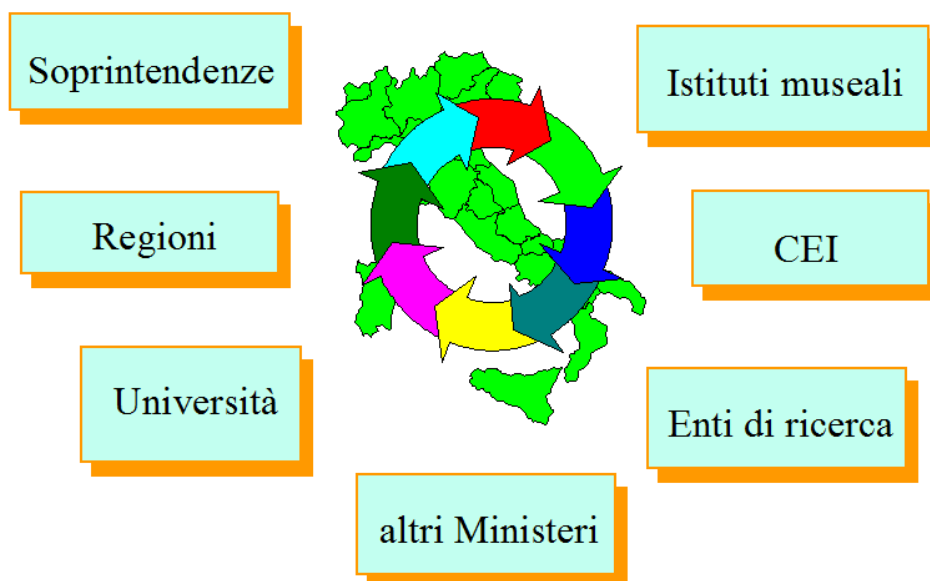 Soprintendenze
Istituti museali
Regioni
CEI
Università
Enti di ricerca
altri Ministeri